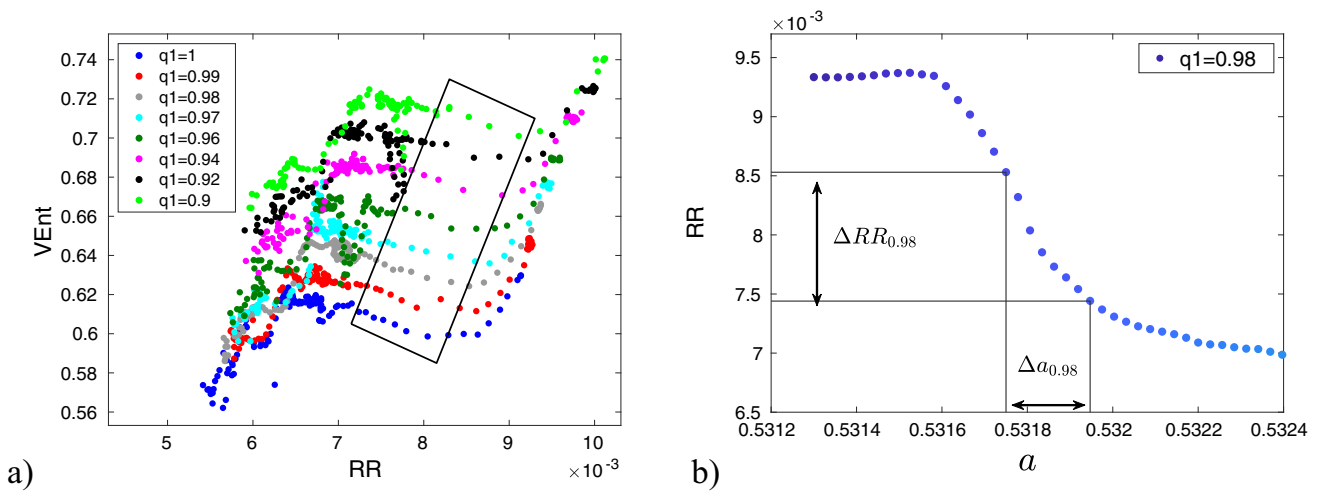 a)
VEnt
0.74
0.72
0.7
0.68
0.66
0.64
0.62
0.6
0.58
0.56
q1=1
q1=0.99
q1=0.98
q1=0.97
q1=0.96
q1=0.94
q1=0.92
q1=0.9
5 6 7 8 9 10
RR
×10⁻³
b)
×10⁻³
RR
9.5
9
8.5
8
7.5
7
6.5
q1=0.98
ΔRR₀.₉₈
Δa₀.₉₈
0.5312 0.5314 0.5316 0.5318 0.532 0.5322 0.5324
a